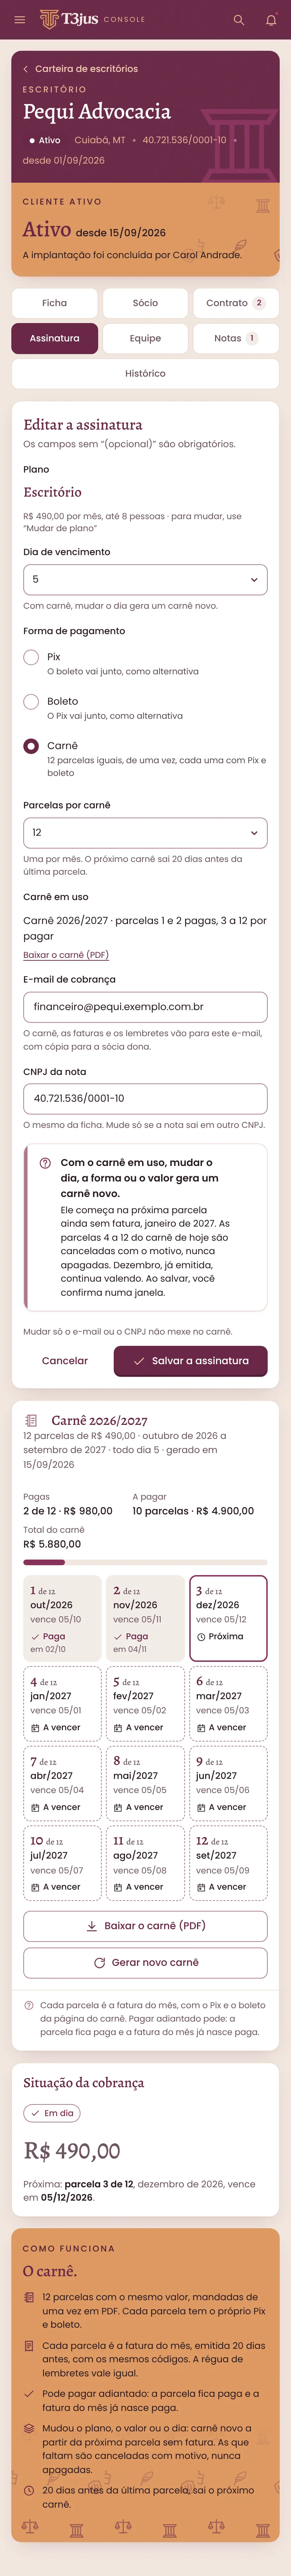 T3jus CONSOLE
Carteira de escritórios
ESCRITÓRIO
Pequi Advocacia
Ativo Cuiabá, MT • 40.721.536/0001-10 •
desde 01/09/2026
CLIENTE ATIVO
Ativo desde 15/09/2026
A implantação foi concluída por Carol Andrade.
Ficha
Sócio
Contrato 2
Assinatura
Equipe
Notas 1
Histórico
Editar a assinatura
Os campos sem “(opcional)” são obrigatórios.
Plano
Escritório
R$ 490,00 por mês, até 8 pessoas · para mudar, use
“Mudar de plano”
Dia de vencimento
5
Com carnê, mudar o dia gera um carnê novo.
Forma de pagamento
Pix
O boleto vai junto, como alternativa
Boleto
O Pix vai junto, como alternativa
Carnê
12 parcelas iguais, de uma vez, cada uma com Pix e
boleto
Parcelas por carnê
12
Uma por mês. O próximo carnê sai 20 dias antes da
última parcela.
Carnê em uso
Carnê 2026/2027 · parcelas 1 e 2 pagas, 3 a 12 por
pagar
Baixar o carnê (PDF)
E-mail de cobrança
financeiro@pequi.exemplo.com.br
O carnê, as faturas e os lembretes vão para este e-mail,
com cópia para a sócia dona.
CNPJ da nota
40.721.536/0001-10
O mesmo da ficha. Mude só se a nota sai em outro CNPJ.
Com o carnê em uso, mudar o
dia, a forma ou o valor gera um
carnê novo.
Ele começa na próxima parcela
ainda sem fatura, janeiro de 2027. As
parcelas 4 a 12 do carnê de hoje são
canceladas com o motivo, nunca
apagadas. Dezembro, já emitida,
continua valendo. Ao salvar, você
confirma numa janela.
Mudar só o e-mail ou o CNPJ não mexe no carnê.
Cancelar
Salvar a assinatura
Carnê 2026/2027
12 parcelas de R$ 490,00 · outubro de 2026 a
setembro de 2027 · todo dia 5 · gerado em
15/09/2026
Pagas
2 de 12 · R$ 980,00
A pagar
10 parcelas · R$ 4.900,00
Total do carnê
R$ 5.880,00
1 de 12
out/2026
vence 05/10
Paga
em 02/10
2 de 12
nov/2026
vence 05/11
Paga
em 04/11
3 de 12
dez/2026
vence 05/12
Próxima
4 de 12
jan/2027
vence 05/01
A vencer
5 de 12
fev/2027
vence 05/02
A vencer
6 de 12
mar/2027
vence 05/03
A vencer
7 de 12
abr/2027
vence 05/04
A vencer
8 de 12
mai/2027
vence 05/05
A vencer
9 de 12
jun/2027
vence 05/06
A vencer
10 de 12
jul/2027
vence 05/07
A vencer
11 de 12
ago/2027
vence 05/08
A vencer
12 de 12
set/2027
vence 05/09
A vencer
Baixar o carnê (PDF)
Gerar novo carnê
Cada parcela é a fatura do mês, com o Pix e o boleto
da página do carnê. Pagar adiantado pode: a
parcela fica paga e a fatura do mês já nasce paga.
Situação da cobrança
Em dia
R$ 490,00
Próxima: parcela 3 de 12, dezembro de 2026, vence
em 05/12/2026.
COMO FUNCIONA
O carnê.
12 parcelas com o mesmo valor, mandadas de
uma vez em PDF. Cada parcela tem o próprio Pix
e boleto.
Cada parcela é a fatura do mês, emitida 20 dias
antes, com os mesmos códigos. A régua de
lembretes vale igual.
Pode pagar adiantado: a parcela fica paga e a
fatura do mês já nasce paga.
Mudou o plano, o valor ou o dia: carnê novo a
partir da próxima parcela sem fatura. As que
faltam são canceladas com motivo, nunca
apagadas.
20 dias antes da última parcela, sai o próximo
carnê.